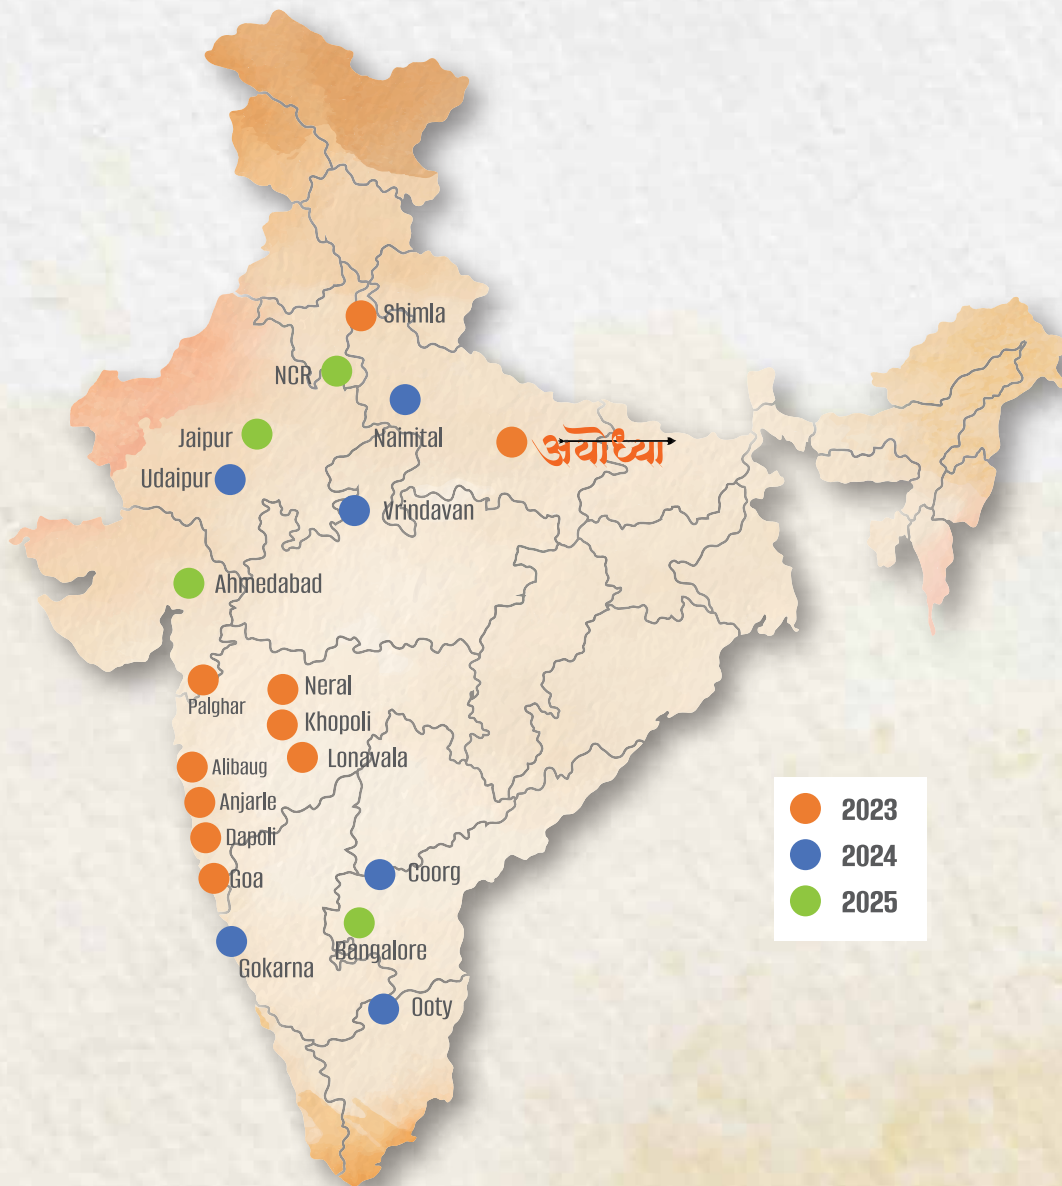 Shimla
NCR
Nainital
Jaipur
अयोध्या
Udaipur
Vrindavan
Ahmedabad
Neral
Palghar
Khopoli
Lonavala
Alibaug
Anjarle
Dapoli
Goa
Coorg
Bangalore
Gokarna
Ooty
2023
2024
2025